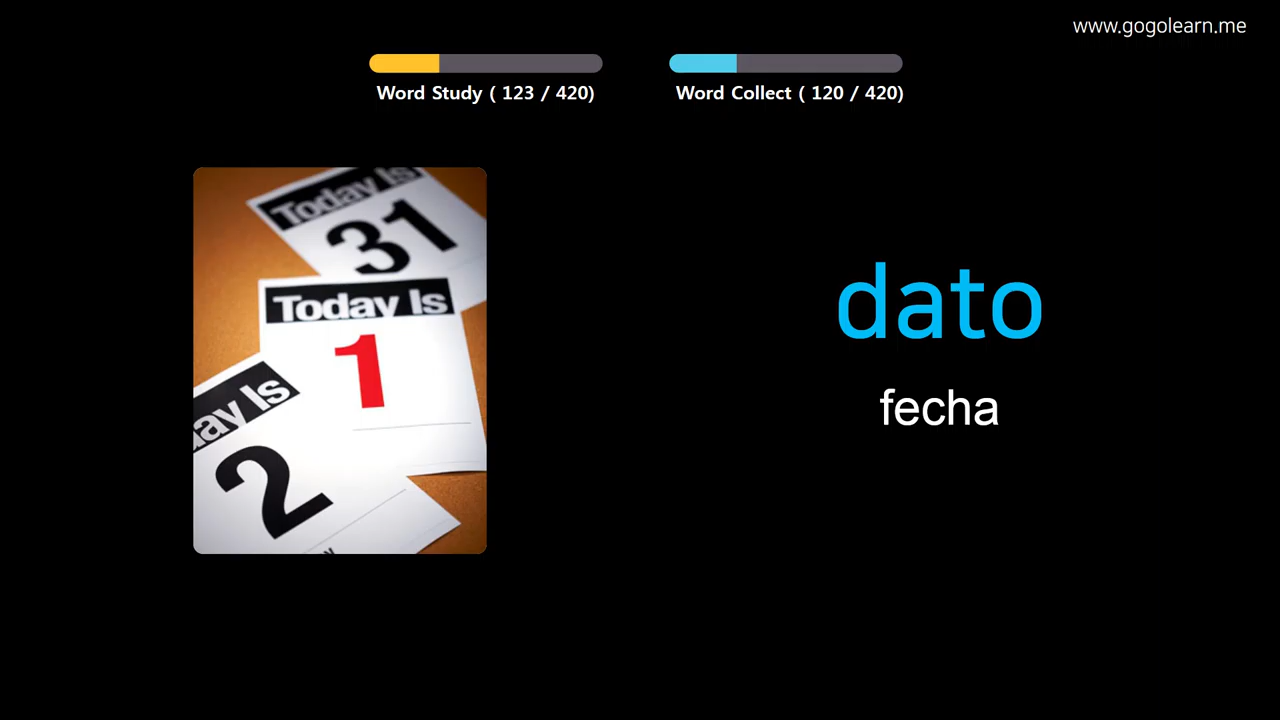 www.gogolearn.me
Word Study ( 123 / 420)
Word Collect ( 120 / 420)
Today Is
31
Today Is
1
ay Is
2
dato
fecha